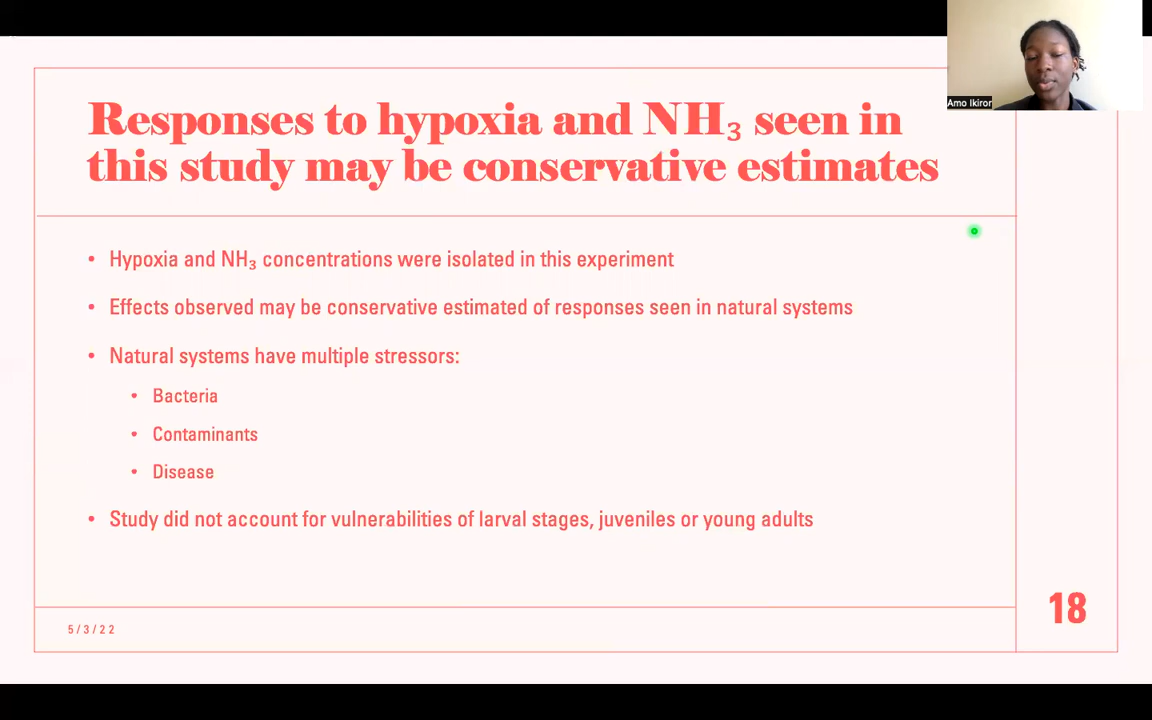 Responses to hypoxia and NH₃ seen in
this study may be conservative estimates
Amo Ikiror
• Hypoxia and NH₃ concentrations were isolated in this experiment
• Effects observed may be conservative estimated of responses seen in natural systems
• Natural systems have multiple stressors:
• Bacteria
• Contaminants
• Disease
• Study did not account for vulnerabilities of larval stages, juveniles or young adults
5/3/22
18